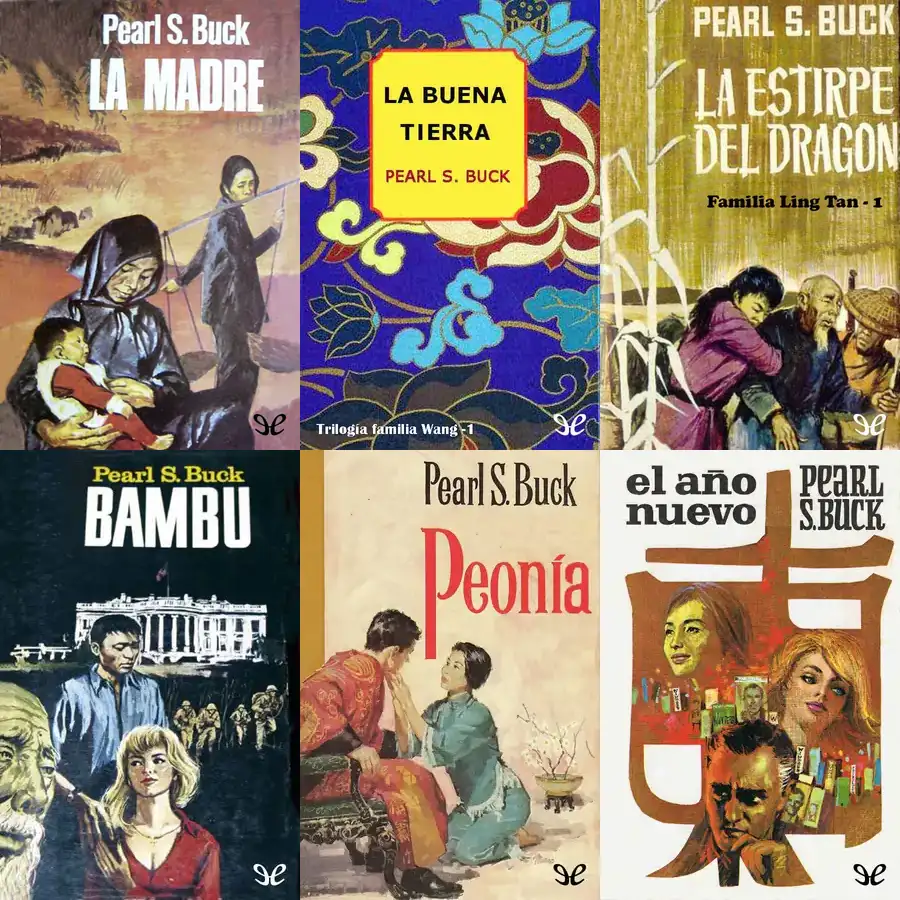 Pearl S. Buck
LA MADRE
LA BUENA
TIERRA
PEARL S. BUCK
Trilogía familia Wang -1
PEARL S. BUCK
LA ESTIRPE
DEL DRAGON
Familia Ling Tan - 1
Pearl S. Buck
BAMBU
Pearl S. Buck
Peonía
el año
nuevo
PEARL
S. BUCK